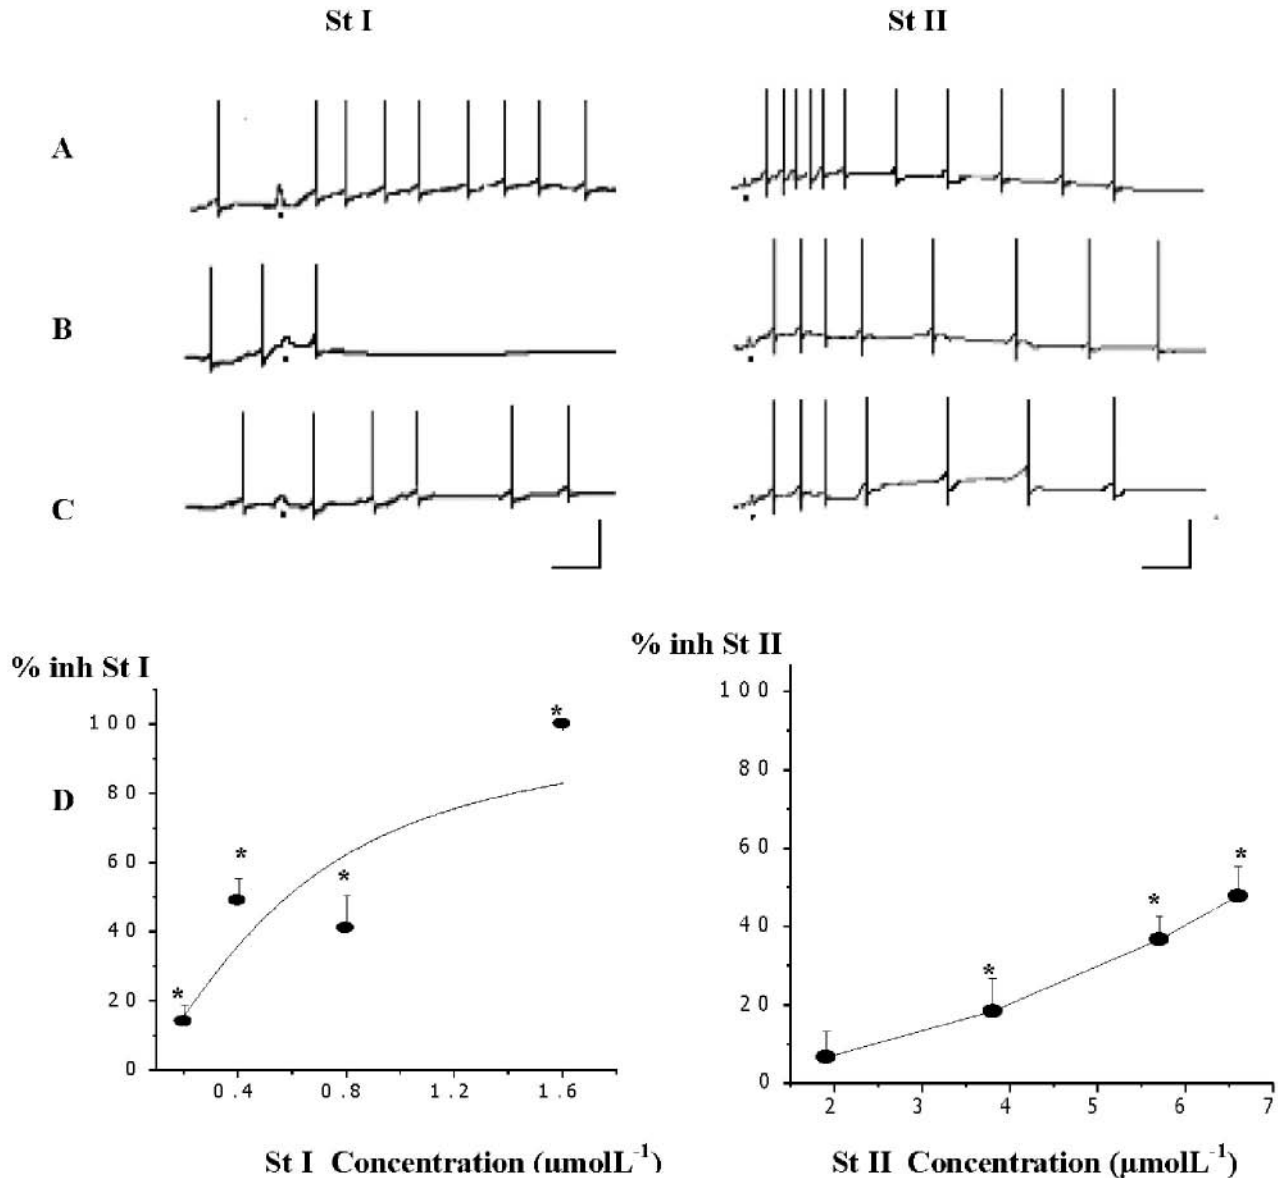 St I St II
A
B
C
% inh St I % inh St II
D
100
80
60
40
20
0
0.4 0.8 1.2 1.6
St I Concentration (µmolL-1)
100
80
60
40
20
0
2 3 4 5 6 7
St II Concentration (µmolL-1)
* * * *
* * *